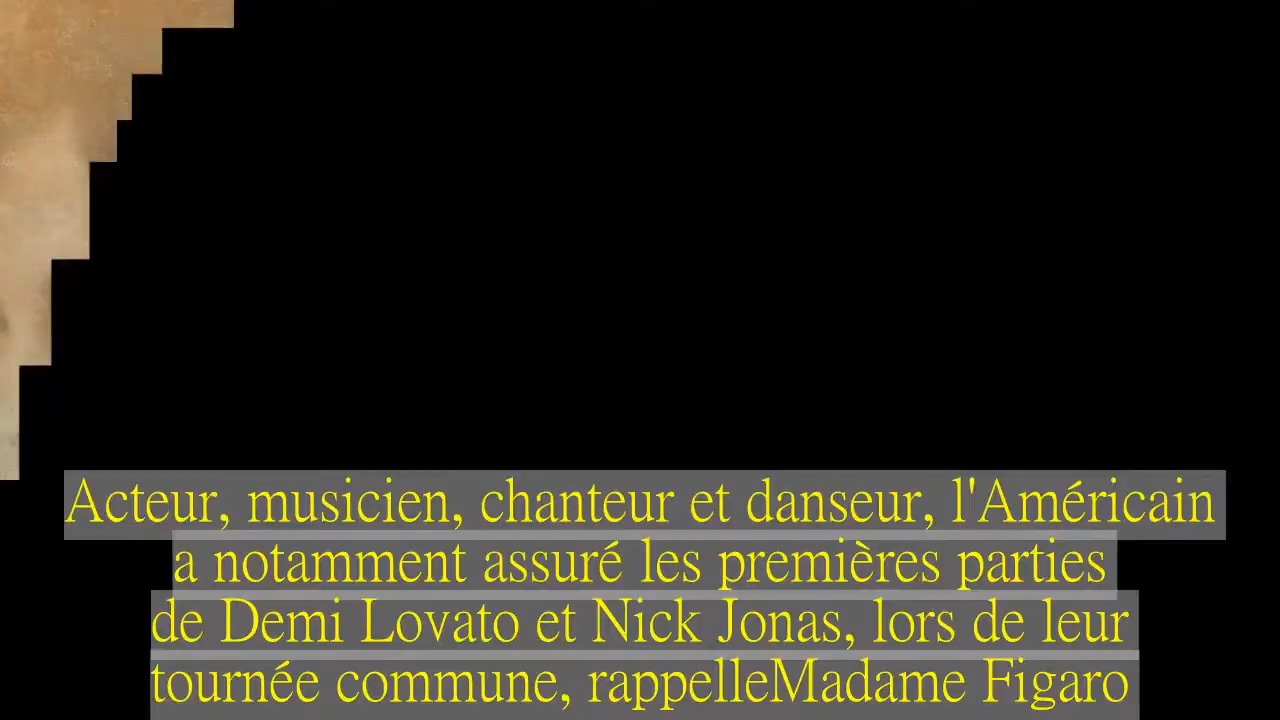 Acteur, musicien, chanteur et danseur, l'Américain
a notamment assuré les premières parties
de Demi Lovato et Nick Jonas, lors de leur
tournée commune, rappelleMadame Figaro